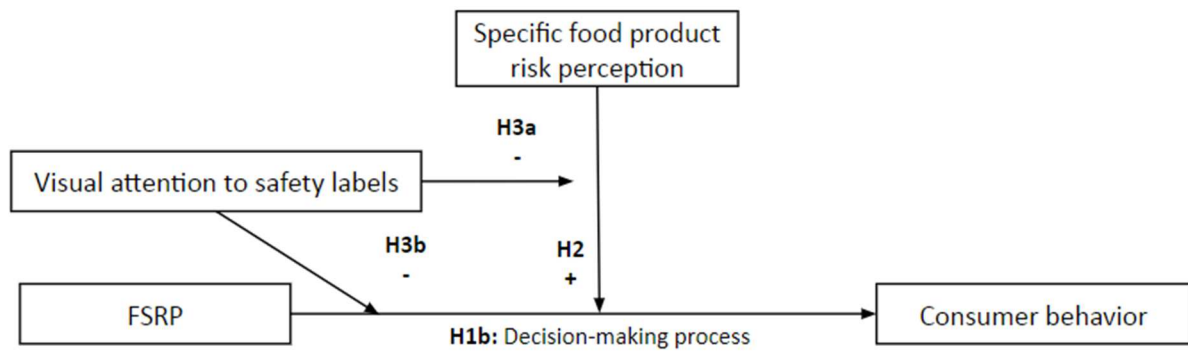 Specific food product
risk perception
H3a
-
Visual attention to safety labels
H3b
-
H2
+
FSRP
H1b: Decision-making process
Consumer behavior